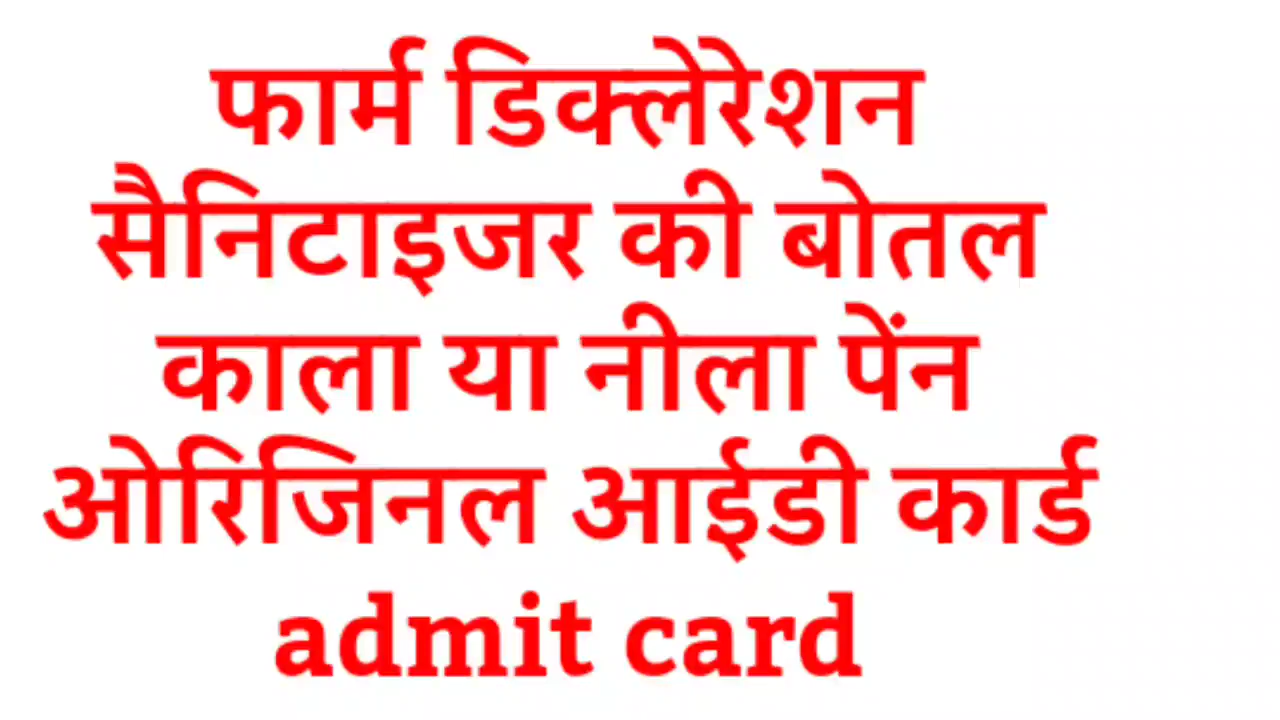 फार्म डिक्लेरेशन
सैनिटाइजर की बोतल
काला या नीला पेंन
ओरिजिनल आईडी कार्ड
admit card